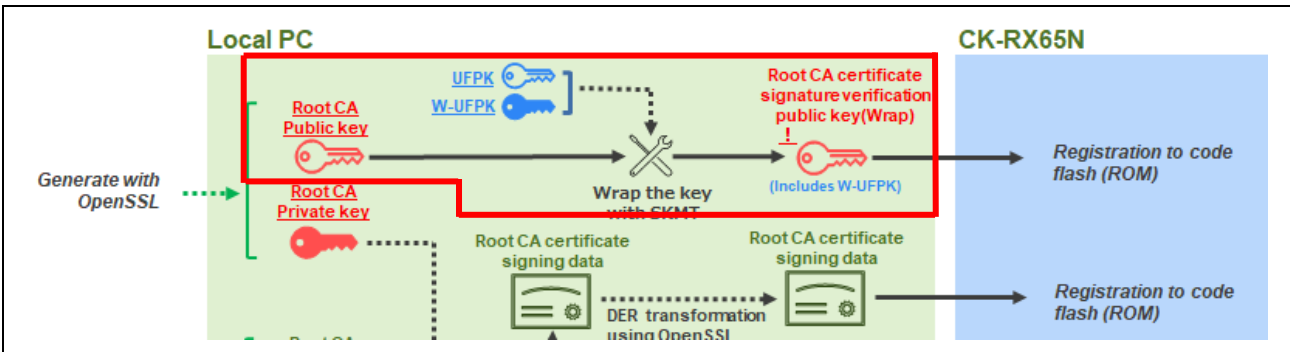 Local PC
CK-RX65N
UFPK
W-UFPK
Root CA certificate
signature verification
public key(Wrap)
!
Root CA
Public key
(Includes W-UFPK)
Registration to code
flash (ROM)
Generate with
OpenSSL
Wrap the key
with SKMT
Root CA
Private key
Root CA certificate
signing data
Root CA certificate
signing data
DER transformation
using OpenSSL
Registration to code
flash (ROM)
Root CA